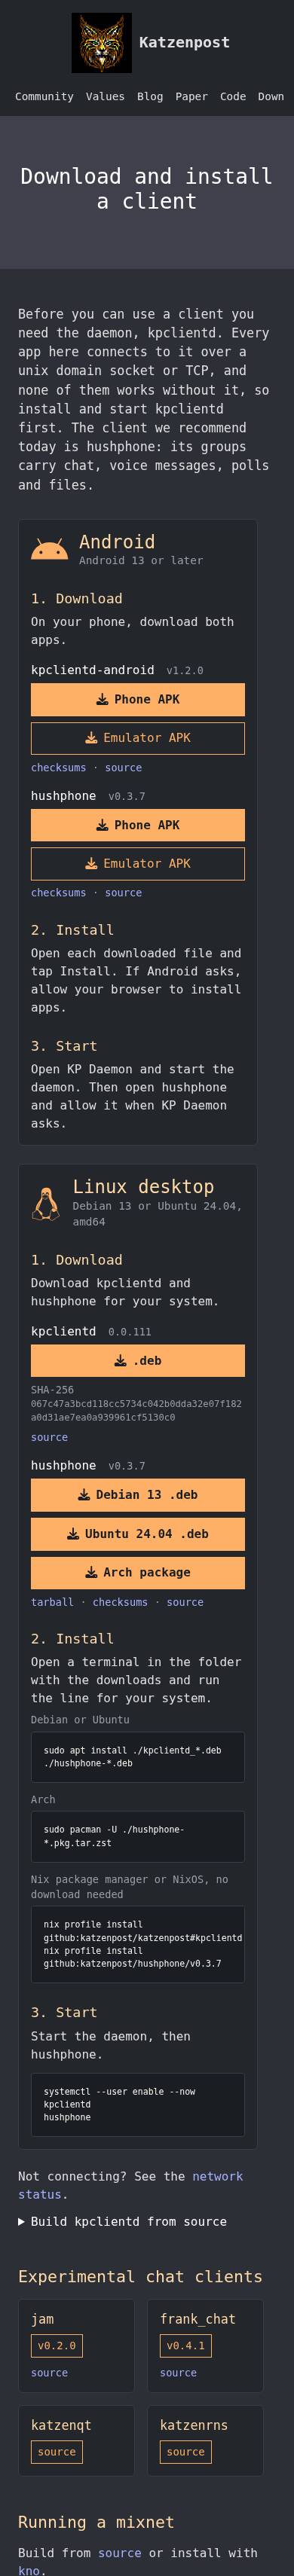 Katzenpost
Community Values Blog Paper Code Down
Download and install
a client
Before you can use a client you
need the daemon, kpclientd. Every
app here connects to it over a
unix domain socket or TCP, and
none of them works without it, so
install and start kpclientd
first. The client we recommend
today is hushphone: its groups
carry chat, voice messages, polls
and files.
Android
Android 13 or later
1. Download
On your phone, download both
apps.
kpclientd-android v1.2.0
Phone APK
Emulator APK
checksums · source
hushphone v0.3.7
Phone APK
Emulator APK
checksums · source
2. Install
Open each downloaded file and
tap Install. If Android asks,
allow your browser to install
apps.
3. Start
Open KP Daemon and start the
daemon. Then open hushphone
and allow it when KP Daemon
asks.
Linux desktop
Debian 13 or Ubuntu 24.04,
amd64
1. Download
Download kpclientd and
hushphone for your system.
kpclientd 0.0.111
.deb
SHA-256
067c47a3bcd118cc5734c042b0dda32e07f182
a0d31ae7ea0a939961cf5130c0
source
hushphone v0.3.7
Debian 13 .deb
Ubuntu 24.04 .deb
Arch package
tarball · checksums · source
2. Install
Open a terminal in the folder
with the downloads and run
the line for your system.
Debian or Ubuntu
sudo apt install ./kpclientd_*.deb
./hushphone-*.deb
Arch
sudo pacman -U ./hushphone-
*.pkg.tar.zst
Nix package manager or NixOS, no
download needed
nix profile install
github:katzenpost/katzenpost#kpclientd
nix profile install
github:katzenpost/hushphone/v0.3.7
3. Start
Start the daemon, then
hushphone.
systemctl --user enable --now
kpclientd
hushphone
Not connecting? See the network
status.
Build kpclientd from source
Experimental chat clients
jam frank_chat
v0.2.0 v0.4.1
source source
katzenqt katzenrns
source source
Running a mixnet
Build from source or install with
kno.